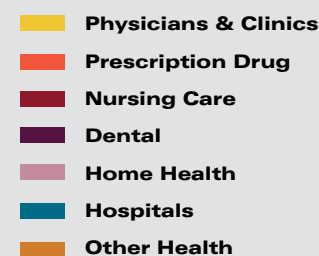 Physicians & Clinics
Prescription Drug
Nursing Care
Dental
Home Health
Hospitals
Other Health